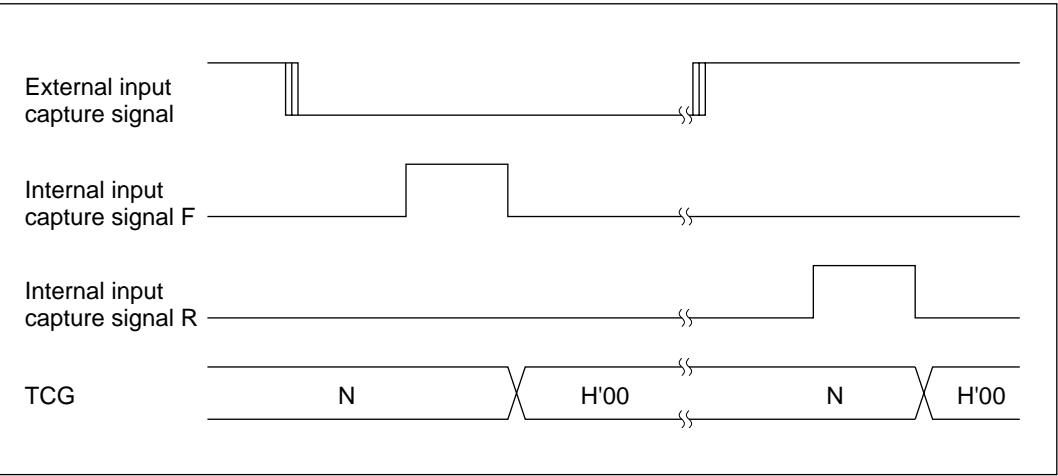 External input
capture signal
Internal input
capture signal F
Internal input
capture signal R
TCG
N
H'00
N
H'00